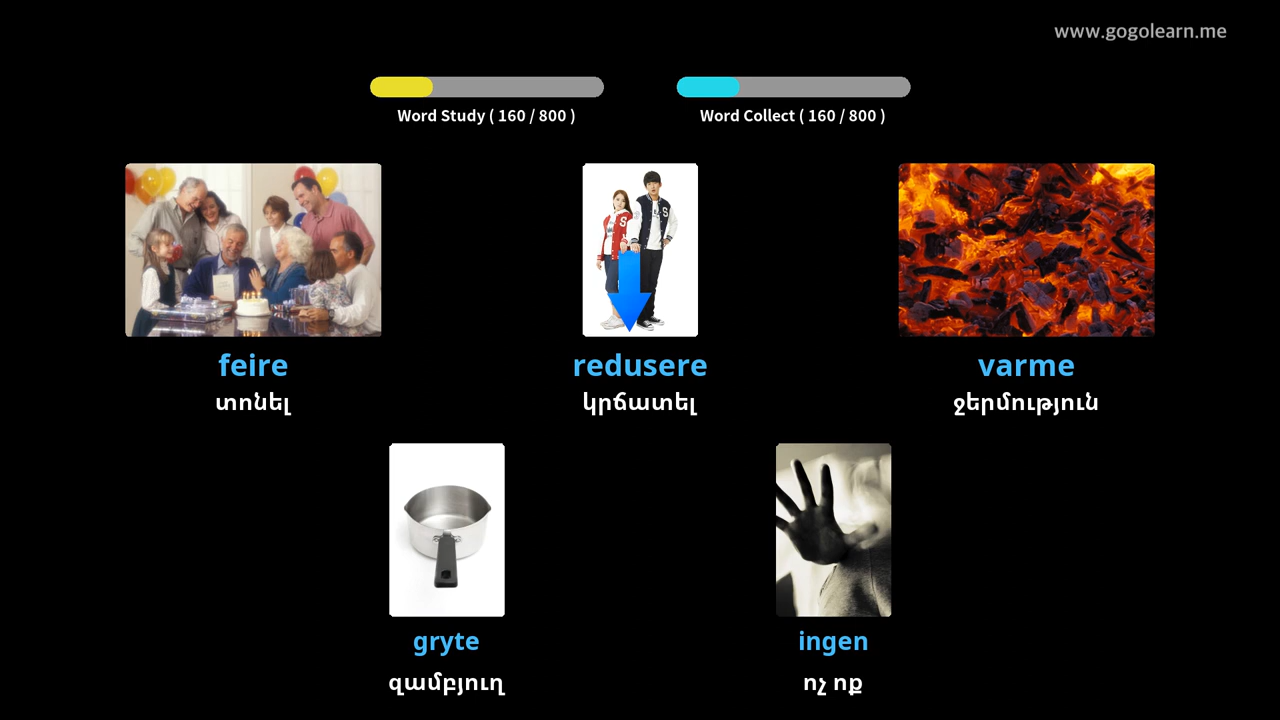 www.gogolearn.me
Word Study ( 160 / 800 )
Word Collect ( 160 / 800 )
feire
redusere
varme
տոնել
կրճատել
ջերմություն
gryte
ingen
զամբյուղ
ոչ ոք